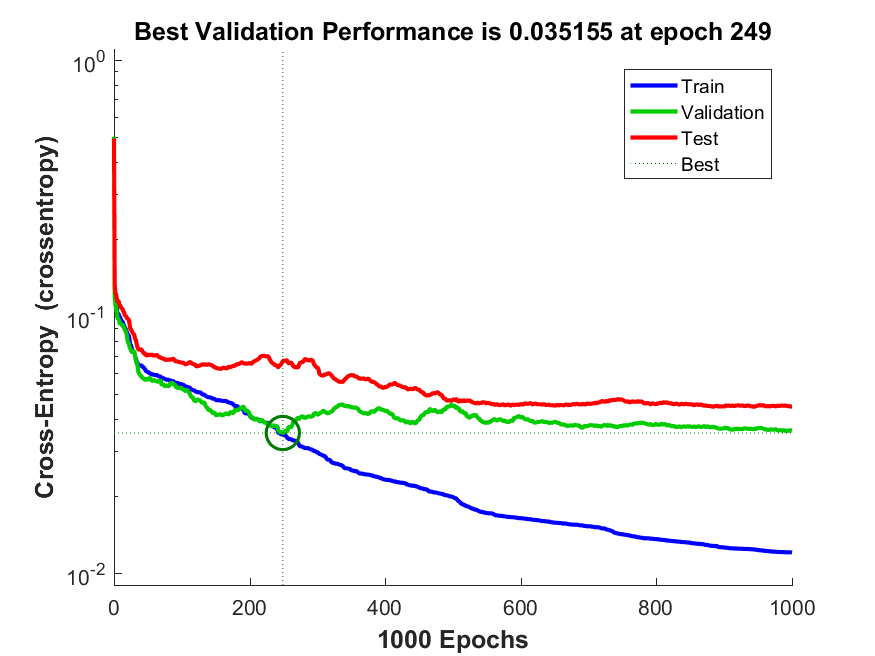 Best Validation Performance is 0.035155 at epoch 249
Cross-Entropy (crossentropy)
10^0
10^-1
10^-2
Train
Validation
Test
Best
0 200 400 600 800 1000
1000 Epochs